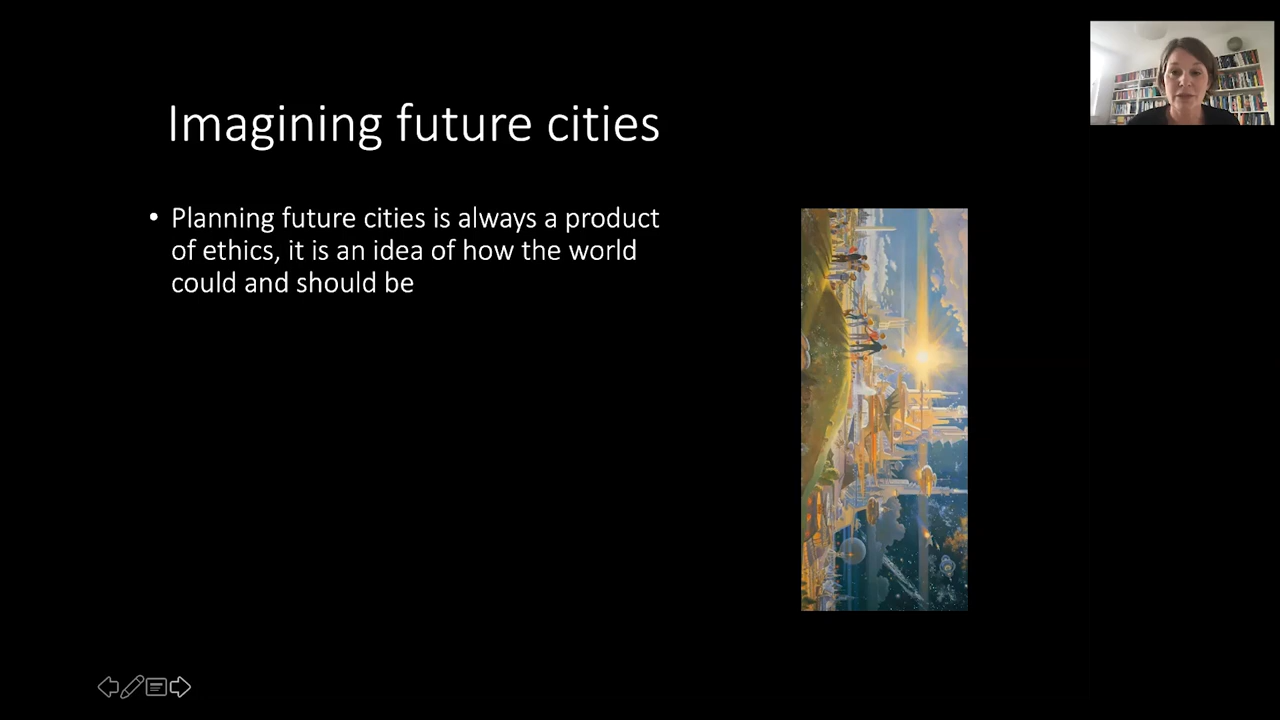 Imagining future cities
• Planning future cities is always a product
of ethics, it is an idea of how the world
could and should be